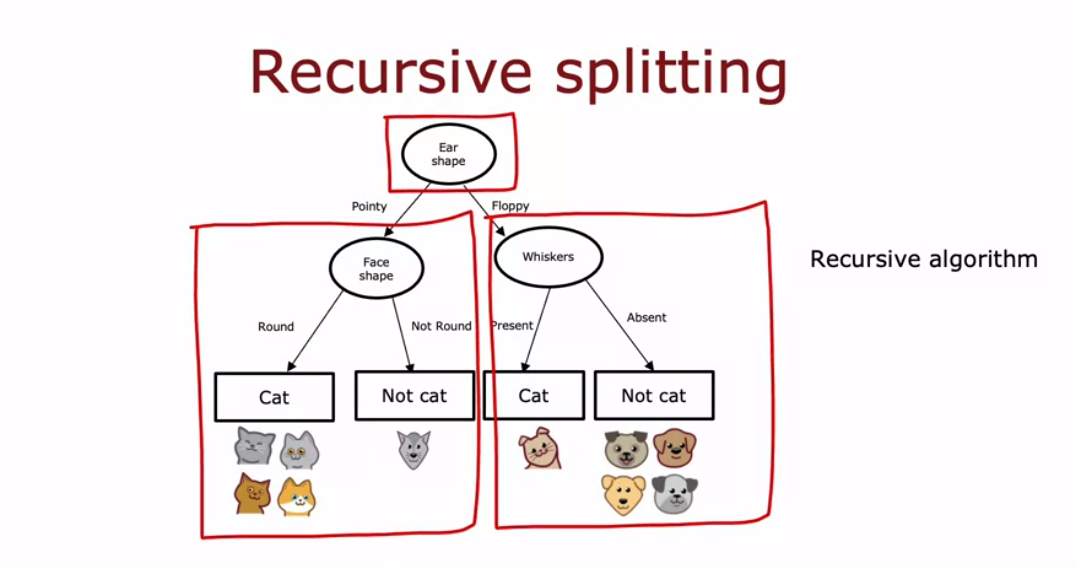 Recursive splitting
Ear
shape
Pointy
Floppy
Face
shape
Whiskers
Recursive algorithm
Round
Not Round
Present
Absent
Cat
Not cat
Cat
Not cat